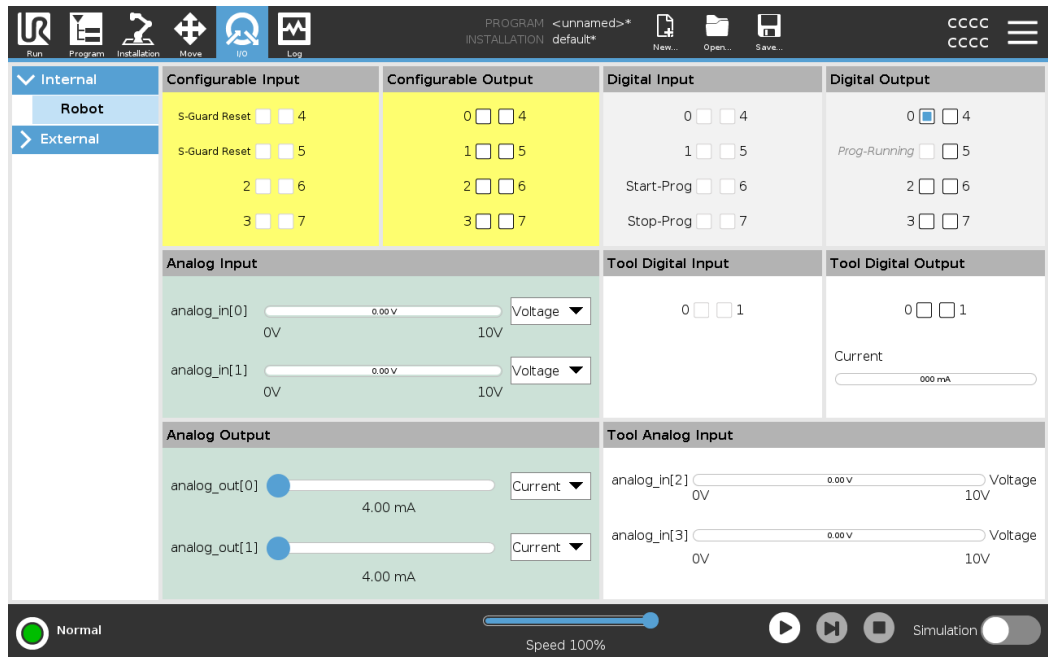 UR
PROGRAM <unnamed>*
INSTALLATION default*
CCCC
CCCC
Run Program Installation Move I/O Log New... Open... Save...
Internal
Robot
External
Configurable Input
S-Guard Reset 4
S-Guard Reset 5
2 6
3 7
Configurable Output
0 4
1 5
2 6
3 7
Digital Input
0 4
1 5
Start-Prog 6
Stop-Prog 7
Digital Output
0 4
Prog-Running 5
2 6
3 7
Analog Input
analog_in[0] 0.00 V Voltage
0V 10V
analog_in[1] 0.00 V Voltage
0V 10V
Tool Digital Input
0 1
Tool Digital Output
0 1
Current
000 mA
Analog Output
analog_out[0] Current
4.00 mA
analog_out[1] Current
4.00 mA
Tool Analog Input
analog_in[2] 0.00 V Voltage
0V 10V
analog_in[3] 0.00 V Voltage
0V 10V
Normal
Speed 100%
Simulation